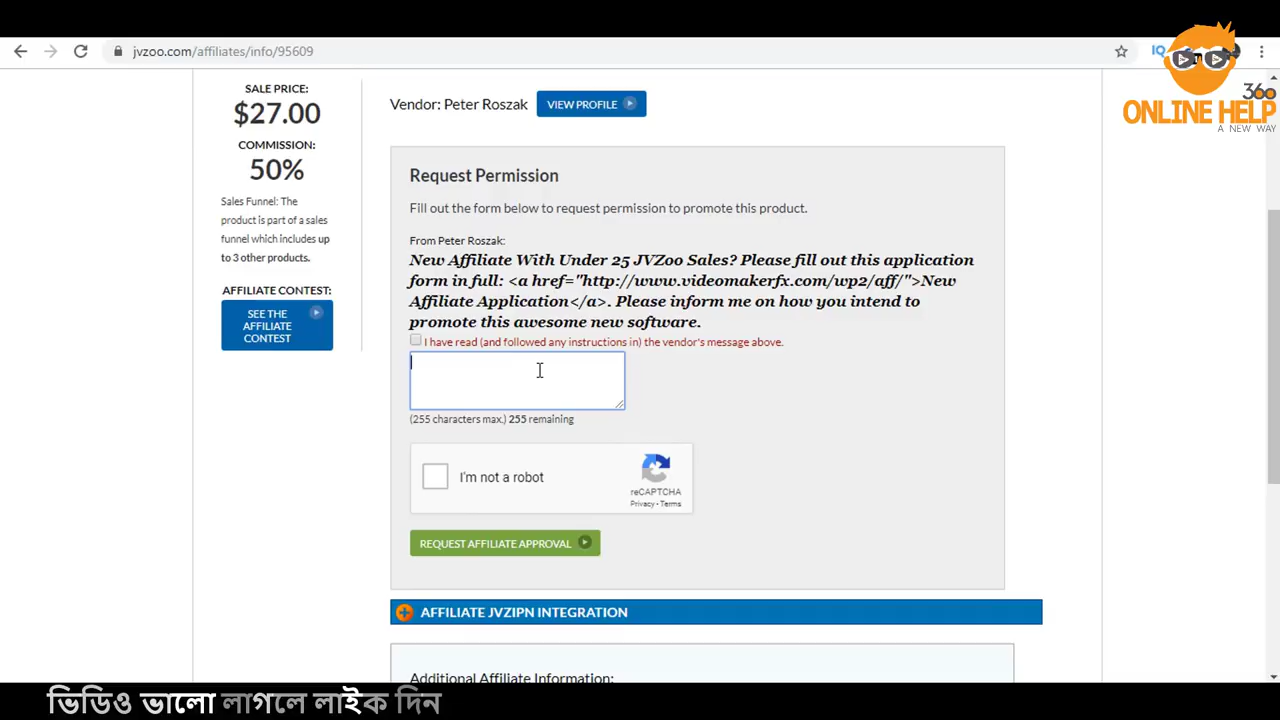 jvzoo.com/affiliates/info/95609
IQ
360
ONLINE HELP
A NEW WAY
SALE PRICE:
$27.00
COMMISSION:
50%
Sales Funnel: The
product is part of a sales
funnel which includes up
to 3 other products.
AFFILIATE CONTEST:
SEE THE
AFFILIATE
CONTEST
Vendor: Peter Roszak
VIEW PROFILE
Request Permission
Fill out the form below to request permission to promote this product.
From Peter Roszak:
New Affiliate With Under 25 JVZoo Sales? Please fill out this application
form in full: <a href="http://www.videomakerfx.com/wp2/aff/">New
Affiliate Application</a>. Please inform me on how you intend to
promote this awesome new software.
I have read (and followed any instructions in) the vendor's message above.
(255 characters max.) 255 remaining
I'm not a robot
reCAPTCHA
Privacy - Terms
REQUEST AFFILIATE APPROVAL
AFFILIATE JVZIPN INTEGRATION
Additional Affiliate Information:
ভিডিও ভালো লাগলে লাইক দিন